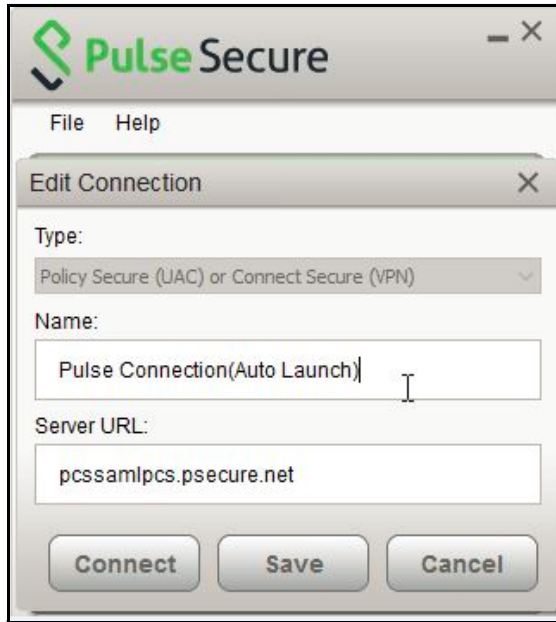 Pulse Secure
File Help
Edit Connection
Type:
Policy Secure (UAC) or Connect Secure (VPN)
Name:
Pulse Connection(Auto Launch)
Server URL:
pcssamlpcs.psecure.net
Connect Save Cancel